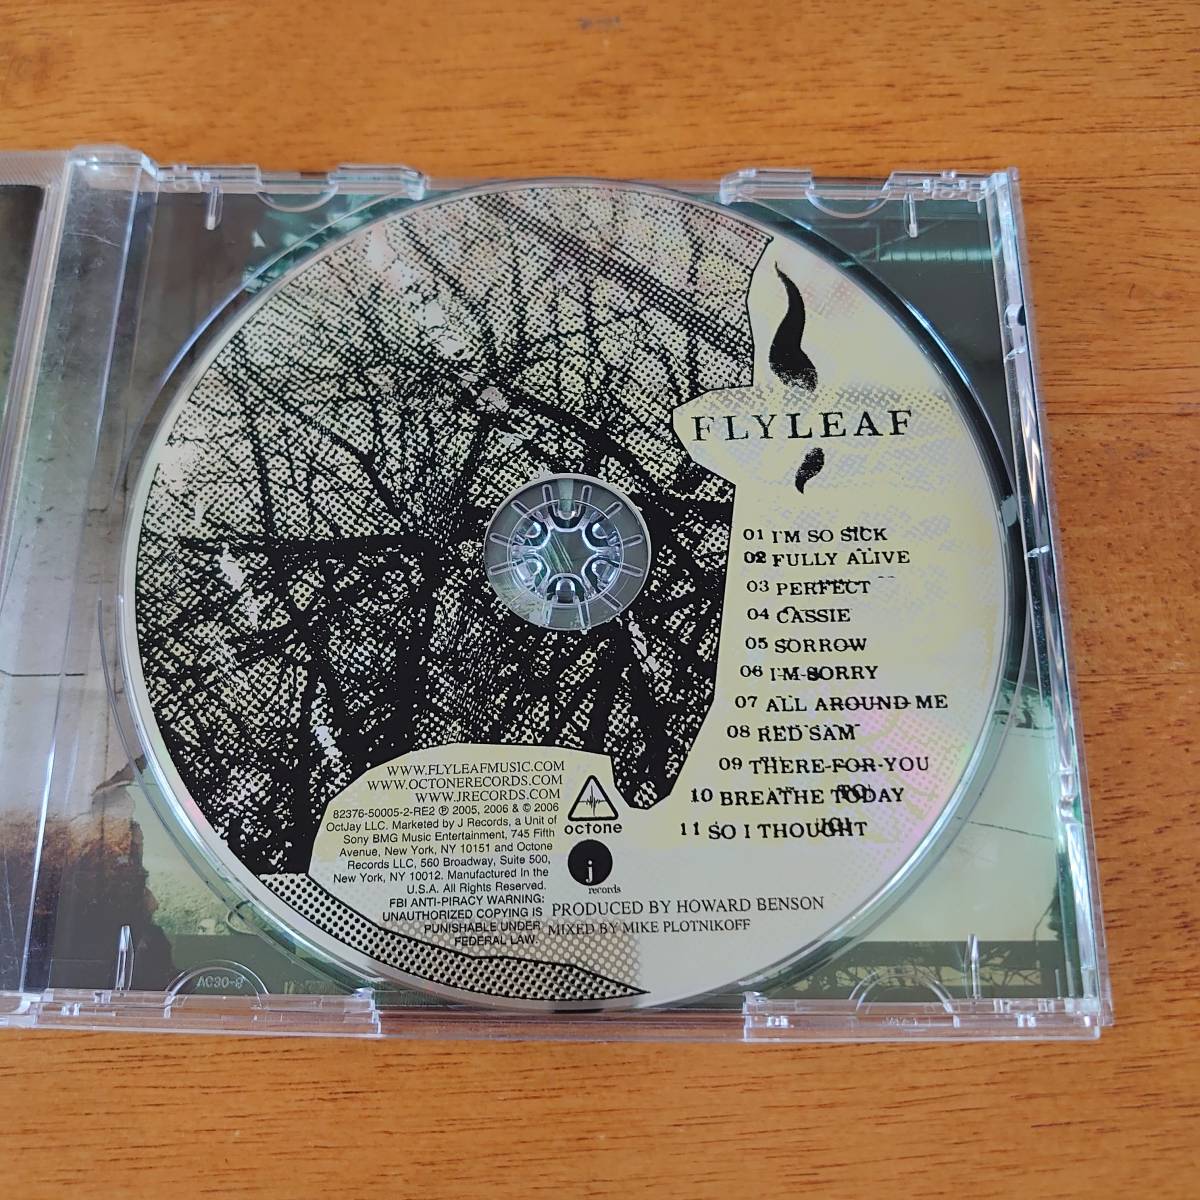 FLYLEAF
01 I'M SO SICK
02 FULLY ALIVE
03 PERFECT
04 CASSIE
05 SORROW
06 I'M SORRY
07 ALL AROUND ME
08 RED SAM
09 THERE FOR YOU
10 BREATHE TODAY
11 SO I THOUGHT
WWW.FLYLEAFMUSIC.COM
WWW.OCTONERECORDS.COM
WWW.JRECORDS.COM
82376-50005-2-RE2 ℗ 2005, 2006 & © 2006
OctJay LLC. Marketed by J Records, a Unit of
Sony BMG Music Entertainment, 745 Fifth
Avenue, New York, NY 10151 and Octone
Records LLC, 560 Broadway, Suite 500,
New York, NY 10012. Manufactured In the
U.S.A. All Rights Reserved.
FBI ANTI-PIRACY WARNING:
UNAUTHORIZED COPYING IS
PUNISHABLE UNDER
FEDERAL LAW.
octone
j
records
PRODUCED BY HOWARD BENSON
MIXED BY MIKE PLOTNIKOFF